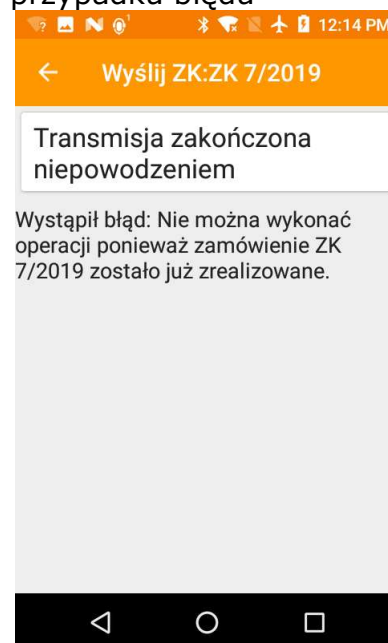 przypadku błędu
12:14 PM
Wyślij ZK:ZK 7/2019
Transmisja zakończona
niepowodzeniem
Wystąpił błąd: Nie można wykonać
operacji ponieważ zamówienie ZK
7/2019 zostało już zrealizowane.